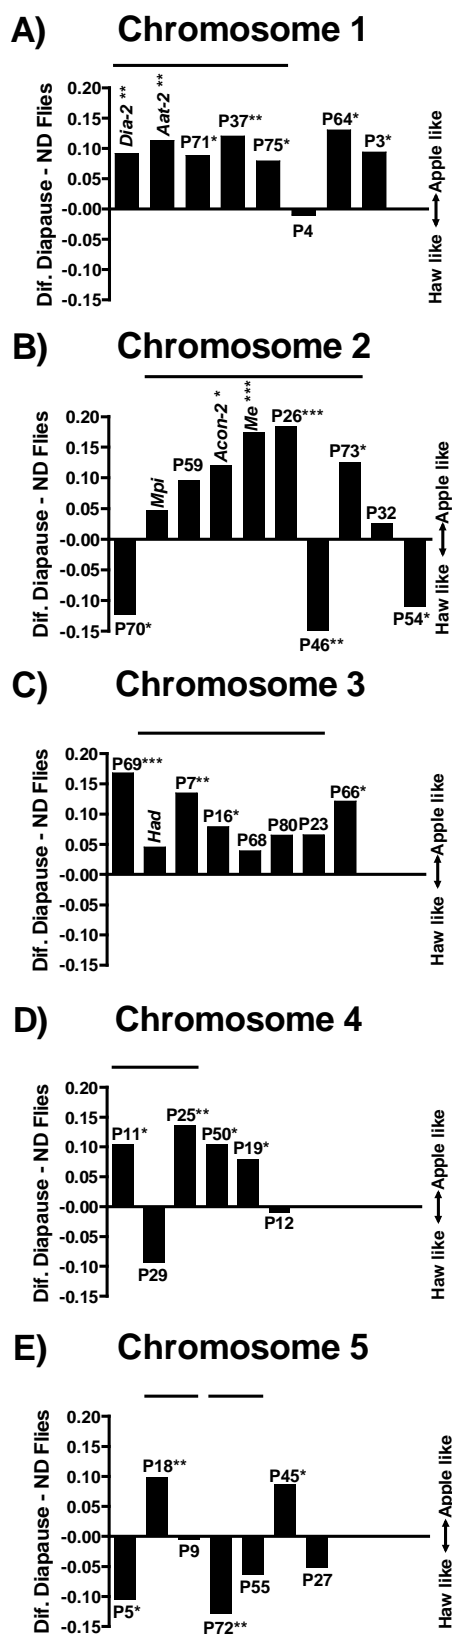 A) Chromosome 1
Dif. Diapause - ND Flies
0.20
0.15
0.10
0.05
-0.00
-0.05
-0.10
-0.15
Dia-2 **
Aat-2 **
P71*
P37**
P75*
P4
P64*
P3*
Haw like Apple like
B) Chromosome 2
Dif. Diapause - ND Flies
0.20
0.15
0.10
0.05
-0.00
-0.05
-0.10
-0.15
P70*
Mpi
P59
Acon-2 *
Me ***
P26***
P46**
P73*
P32
P54*
Haw like Apple like
C) Chromosome 3
Dif. Diapause - ND Flies
0.20
0.15
0.10
0.05
-0.00
-0.05
-0.10
-0.15
P69***
Had
P7**
P16*
P68
P80
P23
P66*
Haw like Apple like
D) Chromosome 4
Dif. Diapause - ND Flies
0.20
0.15
0.10
0.05
-0.00
-0.05
-0.10
-0.15
P11*
P29
P25**
P50*
P19*
P12
Haw like Apple like
E) Chromosome 5
Dif. Diapause - ND Flies
0.20
0.15
0.10
0.05
-0.00
-0.05
-0.10
-0.15
P5*
P18**
P9
P72**
P55
P45*
P27
Haw like Apple like